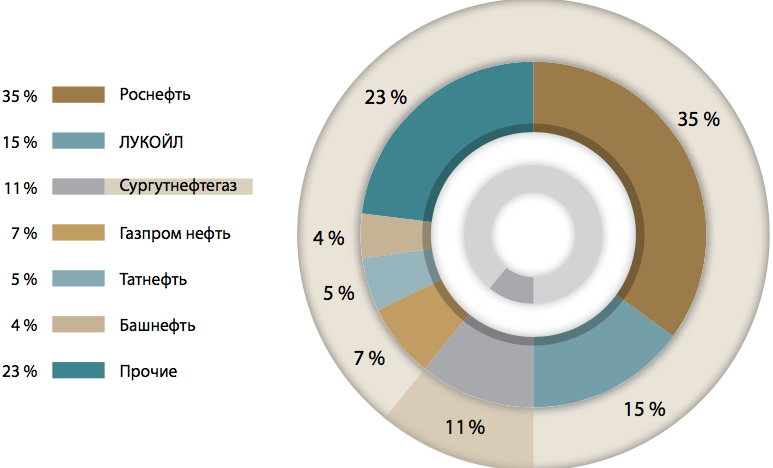 35 % Роснефть
15 % ЛУКОЙЛ
11 % Сургутнефтегаз
7 % Газпром нефть
5 % Татнефть
4 % Башнефть
23 % Прочие
23 %
35 %
4 %
5 %
7 %
15 %
11 %